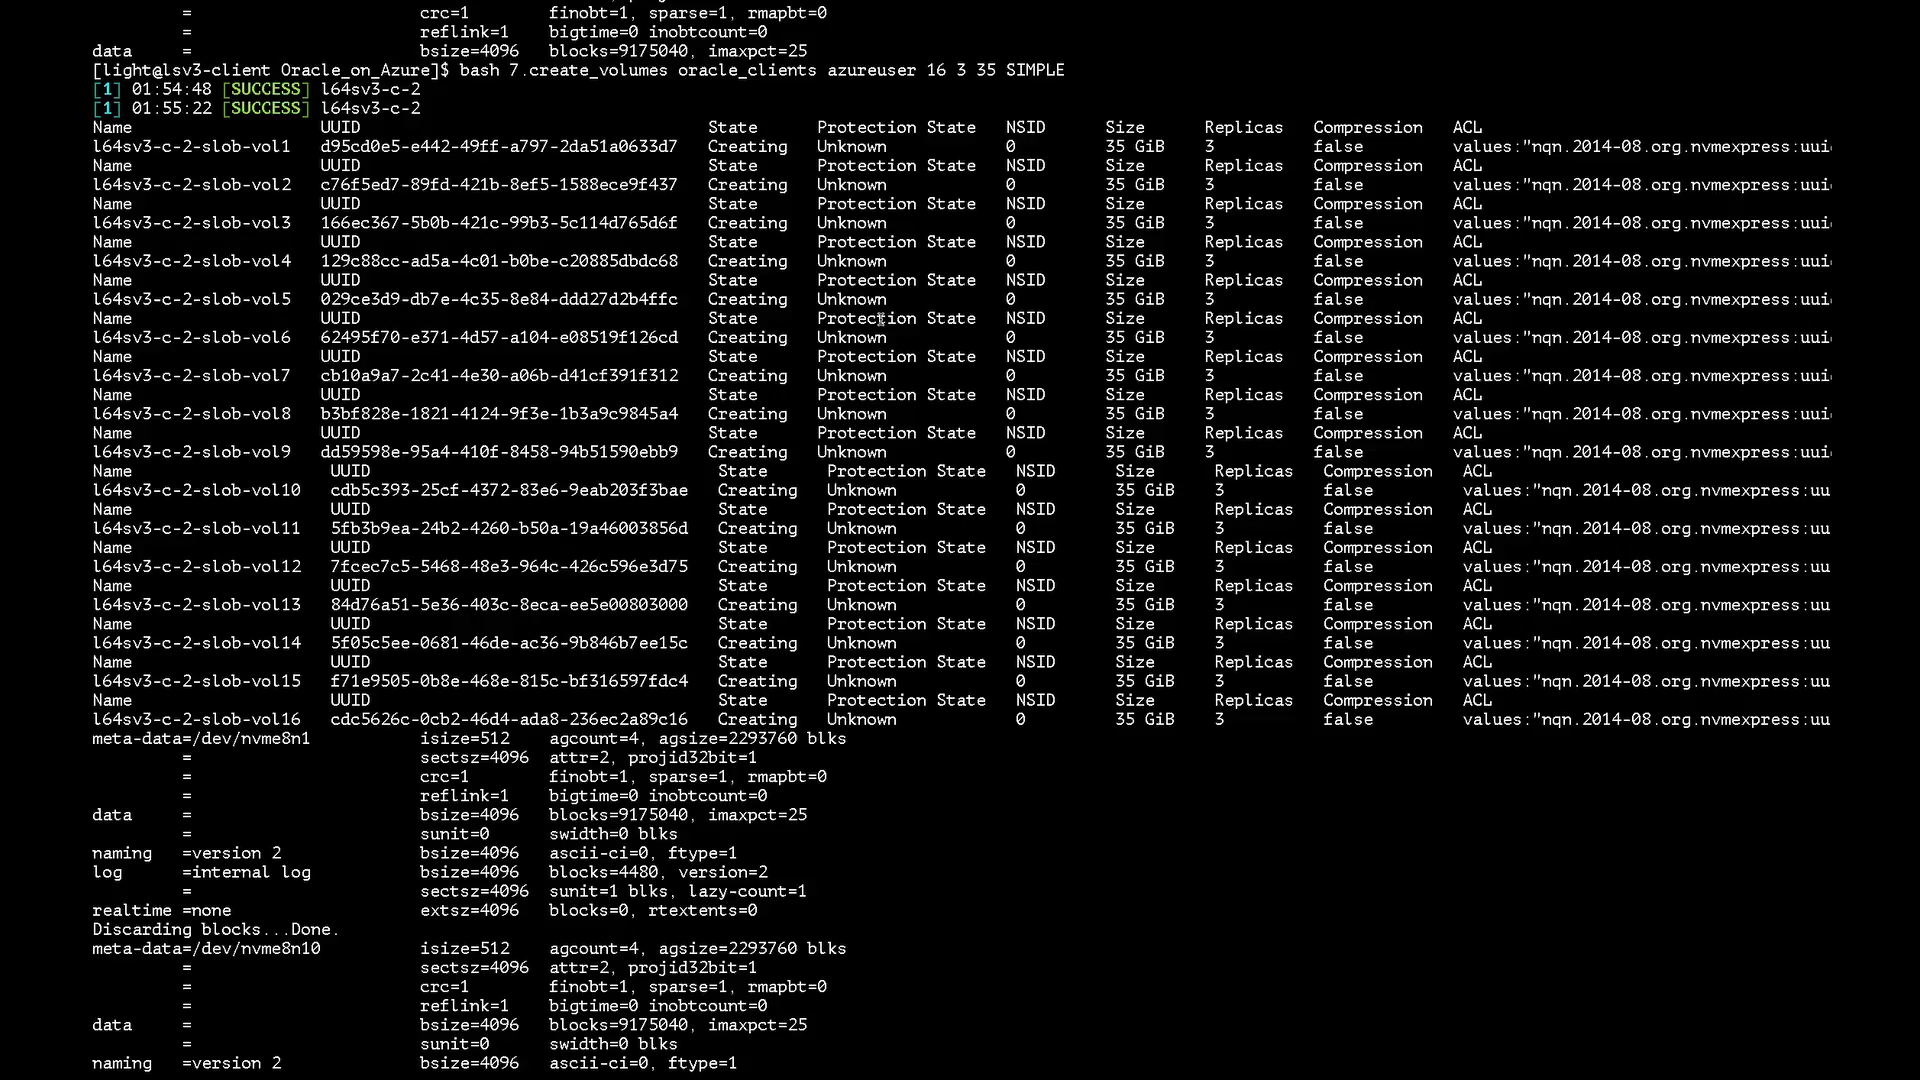 = crc=1 finobt=1, sparse=1, rmapbt=0
= reflink=1 bigtime=0 inobtcount=0
data = bsize=4096 blocks=9175040, imaxpct=25
[light@lsv3-client Oracle_on_Azure]$ bash 7.create_volumes oracle_clients azureuser 16 3 35 SIMPLE
[1] 01:54:48 [SUCCESS] l64sv3-c-2
[1] 01:55:22 [SUCCESS] l64sv3-c-2
Name UUID State Protection State NSID Size Replicas Compression ACL
l64sv3-c-2-slob-vol1 d95cd0e5-e442-49ff-a797-2da51a0633d7 Creating Unknown 0 35 GiB 3 false values:"nqn.2014-08.org.nvmexpress:uui
Name UUID State Protection State NSID Size Replicas Compression ACL
l64sv3-c-2-slob-vol2 c76f5ed7-89fd-421b-8ef5-1588ece9f437 Creating Unknown 0 35 GiB 3 false values:"nqn.2014-08.org.nvmexpress:uui
Name UUID State Protection State NSID Size Replicas Compression ACL
l64sv3-c-2-slob-vol3 166ec367-5b0b-421c-99b3-5c114d765d6f Creating Unknown 0 35 GiB 3 false values:"nqn.2014-08.org.nvmexpress:uui
Name UUID State Protection State NSID Size Replicas Compression ACL
l64sv3-c-2-slob-vol4 129c88cc-ad5a-4c01-b0be-c20885dbdc68 Creating Unknown 0 35 GiB 3 false values:"nqn.2014-08.org.nvmexpress:uui
Name UUID State Protection State NSID Size Replicas Compression ACL
l64sv3-c-2-slob-vol5 029ce3d9-db7e-4c35-8e84-ddd27d2b4ffc Creating Unknown 0 35 GiB 3 false values:"nqn.2014-08.org.nvmexpress:uui
Name UUID State Protection State NSID Size Replicas Compression ACL
l64sv3-c-2-slob-vol6 62495f70-e371-4d57-a104-e08519f126cd Creating Unknown 0 35 GiB 3 false values:"nqn.2014-08.org.nvmexpress:uui
Name UUID State Protection State NSID Size Replicas Compression ACL
l64sv3-c-2-slob-vol7 cb10a9a7-2c41-4e30-a06b-d41cf391f312 Creating Unknown 0 35 GiB 3 false values:"nqn.2014-08.org.nvmexpress:uui
Name UUID State Protection State NSID Size Replicas Compression ACL
l64sv3-c-2-slob-vol8 b3bf828e-1821-4124-9f3e-1b3a9c9845a4 Creating Unknown 0 35 GiB 3 false values:"nqn.2014-08.org.nvmexpress:uui
Name UUID State Protection State NSID Size Replicas Compression ACL
l64sv3-c-2-slob-vol9 dd59598e-95a4-410f-8458-94b51590ebb9 Creating Unknown 0 35 GiB 3 false values:"nqn.2014-08.org.nvmexpress:uui
Name UUID State Protection State NSID Size Replicas Compression ACL
l64sv3-c-2-slob-vol10 cdb5c393-25cf-4372-83e6-9eab203f3bae Creating Unknown 0 35 GiB 3 false values:"nqn.2014-08.org.nvmexpress:uu
Name UUID State Protection State NSID Size Replicas Compression ACL
l64sv3-c-2-slob-vol11 5fb3b9ea-24b2-4260-b50a-19a46003856d Creating Unknown 0 35 GiB 3 false values:"nqn.2014-08.org.nvmexpress:uu
Name UUID State Protection State NSID Size Replicas Compression ACL
l64sv3-c-2-slob-vol12 7fcec7c5-5468-48e3-964c-426c596e3d75 Creating Unknown 0 35 GiB 3 false values:"nqn.2014-08.org.nvmexpress:uu
Name UUID State Protection State NSID Size Replicas Compression ACL
l64sv3-c-2-slob-vol13 84d76a51-5e36-403c-8eca-ee5e00803000 Creating Unknown 0 35 GiB 3 false values:"nqn.2014-08.org.nvmexpress:uu
Name UUID State Protection State NSID Size Replicas Compression ACL
l64sv3-c-2-slob-vol14 5f05c5ee-0681-46de-ac36-9b846b7ee15c Creating Unknown 0 35 GiB 3 false values:"nqn.2014-08.org.nvmexpress:uu
Name UUID State Protection State NSID Size Replicas Compression ACL
l64sv3-c-2-slob-vol15 f71e9505-0b8e-468e-815c-bf316597fdc4 Creating Unknown 0 35 GiB 3 false values:"nqn.2014-08.org.nvmexpress:uu
Name UUID State Protection State NSID Size Replicas Compression ACL
l64sv3-c-2-slob-vol16 cdc5626c-0cb2-46d4-ada8-236ec2a89c16 Creating Unknown 0 35 GiB 3 false values:"nqn.2014-08.org.nvmexpress:uu
meta-data=/dev/nvme8n1 isize=512 agcount=4, agsize=2293760 blks
= sectsz=4096 attr=2, projid32bit=1
= crc=1 finobt=1, sparse=1, rmapbt=0
= reflink=1 bigtime=0 inobtcount=0
data = bsize=4096 blocks=9175040, imaxpct=25
= sunit=0 swidth=0 blks
naming =version 2 bsize=4096 ascii-ci=0, ftype=1
log =internal log bsize=4096 blocks=4480, version=2
= sectsz=4096 sunit=1 blks, lazy-count=1
realtime =none extsz=4096 blocks=0, rtextents=0
Discarding blocks...Done.
meta-data=/dev/nvme8n10 isize=512 agcount=4, agsize=2293760 blks
= sectsz=4096 attr=2, projid32bit=1
= crc=1 finobt=1, sparse=1, rmapbt=0
= reflink=1 bigtime=0 inobtcount=0
data = bsize=4096 blocks=9175040, imaxpct=25
= sunit=0 swidth=0 blks
naming =version 2 bsize=4096 ascii-ci=0, ftype=1